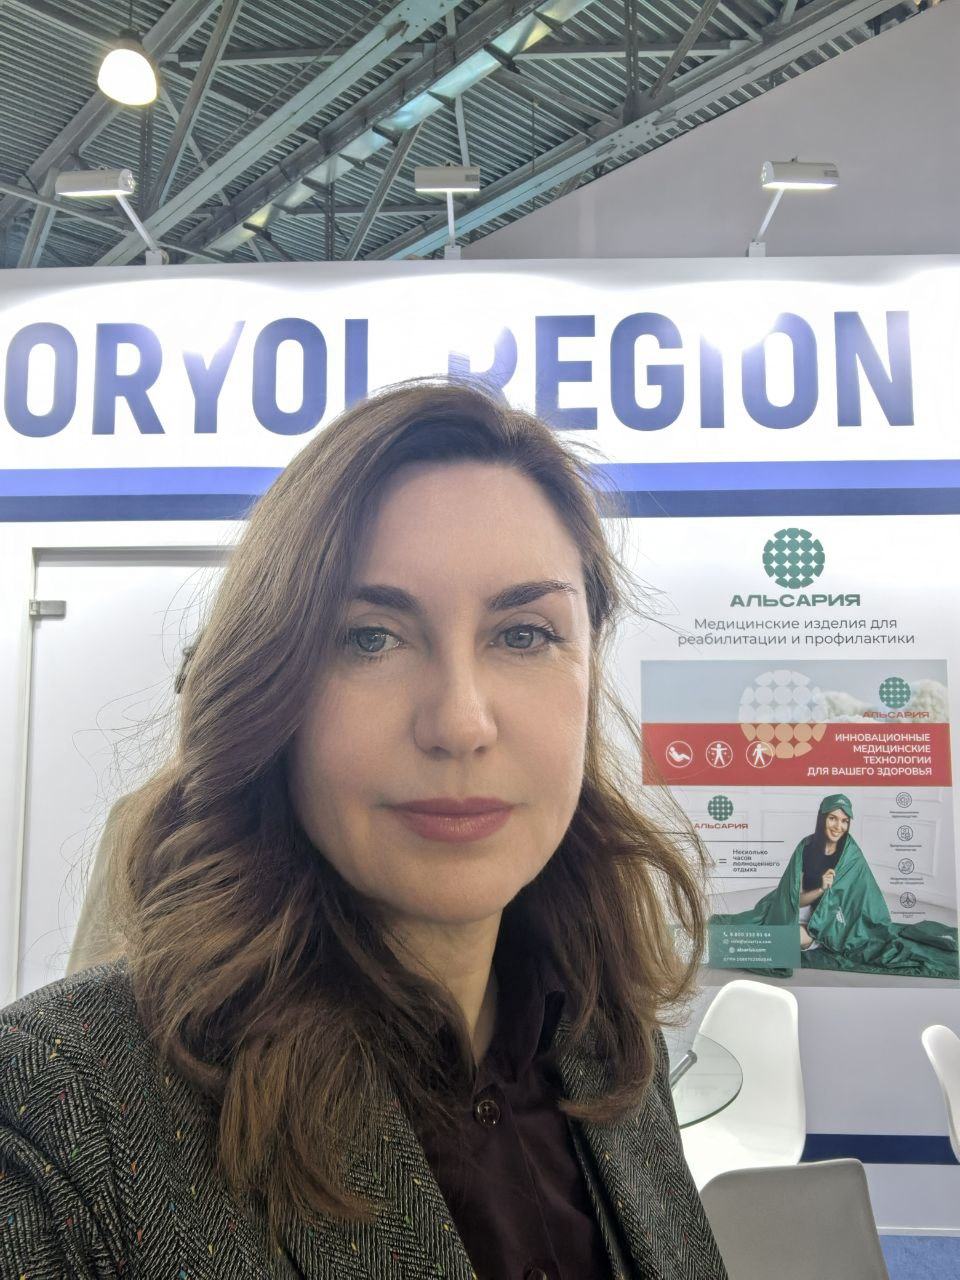 ORYOL REGION
АЛЬСАРИЯ
Медицинские изделия для
реабилитации и профилактики
АЛЬСАРИЯ
ИННОВАЦИОННЫЕ
МЕДИЦИНСКИЕ
ТЕХНОЛОГИИ
ДЛЯ ВАШЕГО ЗДОРОВЬЯ
АЛЬСАРИЯ
= Несколько
часов
полноценного
отдыха